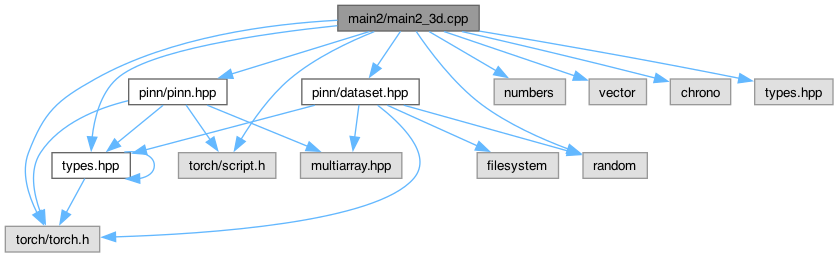 main2/main2_3d.cpp
pinn/pinn.hpp
pinn/dataset.hpp
numbers
vector
chrono
types.hpp
types.hpp
torch/script.h
multiarray.hpp
filesystem
random
torch/torch.h